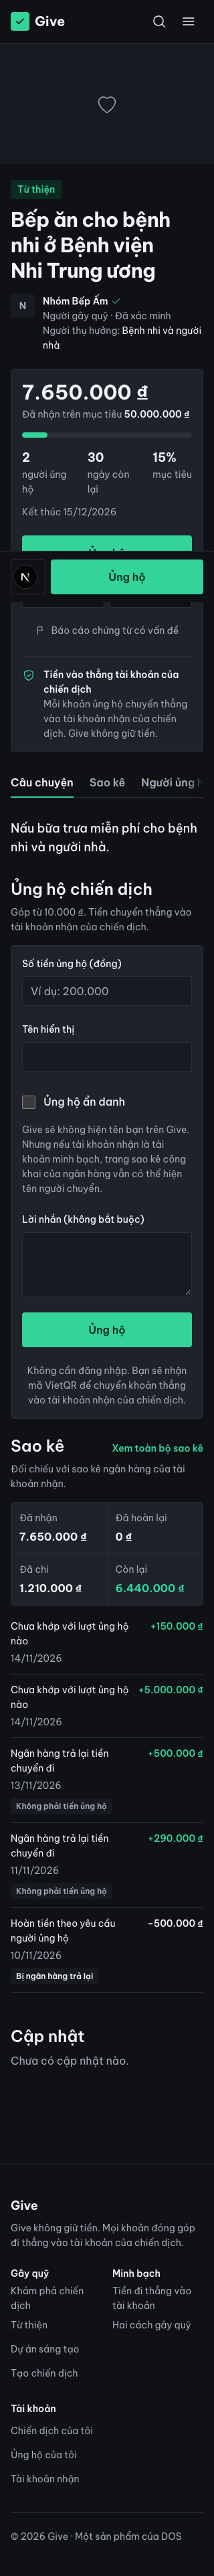 Give
Từ thiện
Bếp ăn cho bệnh
nhi ở Bệnh viện
Nhi Trung ương
N
Nhóm Bếp Ấm
Người gây quỹ · Đã xác minh
Người thụ hưởng: Bệnh nhi và người
nhà
7.650.000 ₫
Đã nhận trên mục tiêu 50.000.000 ₫
2
người ủng
hộ
30
ngày còn
lại
15%
mục tiêu
Kết thúc 15/12/2026
N
Ủng hộ
Báo cáo chứng từ có vấn đề
Tiền vào thẳng tài khoản của
chiến dịch
Mỗi khoản ủng hộ chuyển thẳng
vào tài khoản nhận của chiến
dịch. Give không giữ tiền.
Câu chuyện
Sao kê
Người ủng h
Nấu bữa trưa miễn phí cho bệnh
nhi và người nhà.
Ủng hộ chiến dịch
Góp từ 10.000 ₫. Tiền chuyển thẳng vào
tài khoản nhận của chiến dịch.
Số tiền ủng hộ (đồng)
Ví dụ: 200.000
Tên hiển thị
Ủng hộ ẩn danh
Give sẽ không hiện tên bạn trên Give.
Nhưng nếu tài khoản nhận là tài
khoản minh bạch, trang sao kê công
khai của ngân hàng vẫn có thể hiện
tên người chuyển.
Lời nhắn (không bắt buộc)
Ủng hộ
Không cần đăng nhập. Bạn sẽ nhận
mã VietQR để chuyển khoản thẳng
vào tài khoản nhận của chiến dịch.
Sao kê
Xem toàn bộ sao kê
Đối chiếu với sao kê ngân hàng của tài
khoản nhận.
Đã nhận
7.650.000 ₫
Đã hoàn lại
0 ₫
Đã chi
1.210.000 ₫
Còn lại
6.440.000 ₫
Chưa khớp với lượt ủng hộ
nào
+150.000 ₫
14/11/2026
Chưa khớp với lượt ủng hộ
nào
+5.000.000 ₫
14/11/2026
Ngân hàng trả lại tiền
chuyển đi
+500.000 ₫
13/11/2026
Không phải tiền ủng hộ
Ngân hàng trả lại tiền
chuyển đi
+290.000 ₫
11/11/2026
Không phải tiền ủng hộ
Hoàn tiền theo yêu cầu
người ủng hộ
-500.000 ₫
10/11/2026
Bị ngân hàng trả lại
Cập nhật
Chưa có cập nhật nào.
Give
Give không giữ tiền. Mọi khoản đóng góp
đi thẳng vào tài khoản của chiến dịch.
Gây quỹ
Khám phá chiến
dịch
Từ thiện
Dự án sáng tạo
Tạo chiến dịch
Minh bạch
Tiền đi thẳng vào
tài khoản
Hai cách gây quỹ
Tài khoản
Chiến dịch của tôi
Ủng hộ của tôi
Tài khoản nhận
© 2026 Give · Một sản phẩm của DOS